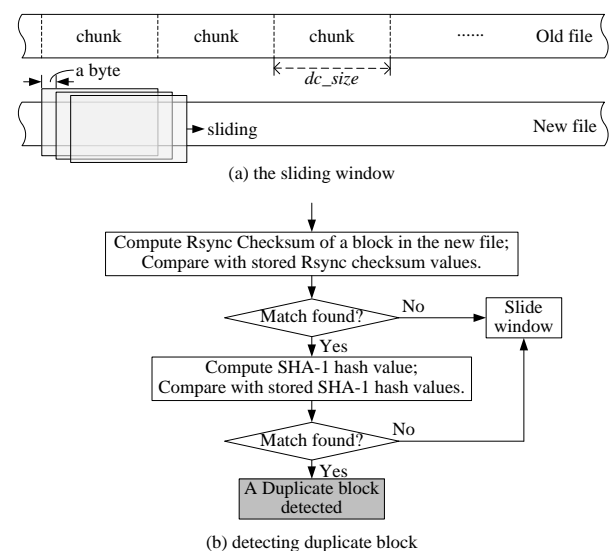 chunk chunk chunk ...... Old file
a byte
dc_size
sliding New file
(a) the sliding window
Compute Rsync Checksum of a block in the new file;
Compare with stored Rsync checksum values.
Match found? No Slide
window
Yes
Compute SHA-1 hash value;
Compare with stored SHA-1 hash values.
Match found? No
Yes
A Duplicate block
detected
(b) detecting duplicate block